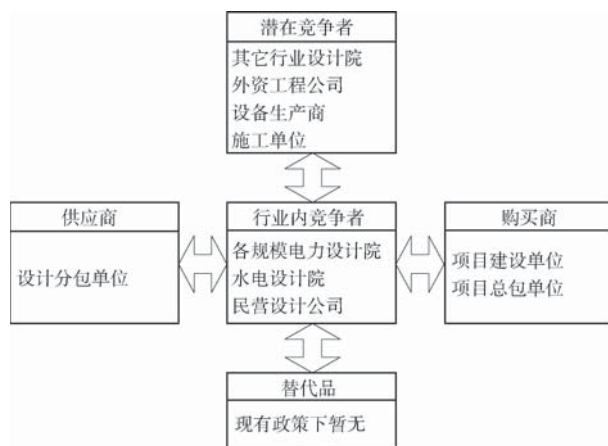 潜在竞争者
其它行业设计院
外资工程公司
设备生产商
施工单位
供应商
设计分包单位
行业内竞争者
各规模电力设计院
水电设计院
民营设计公司
购买商
项目建设单位
项目总包单位
替代品
现有政策下暂无